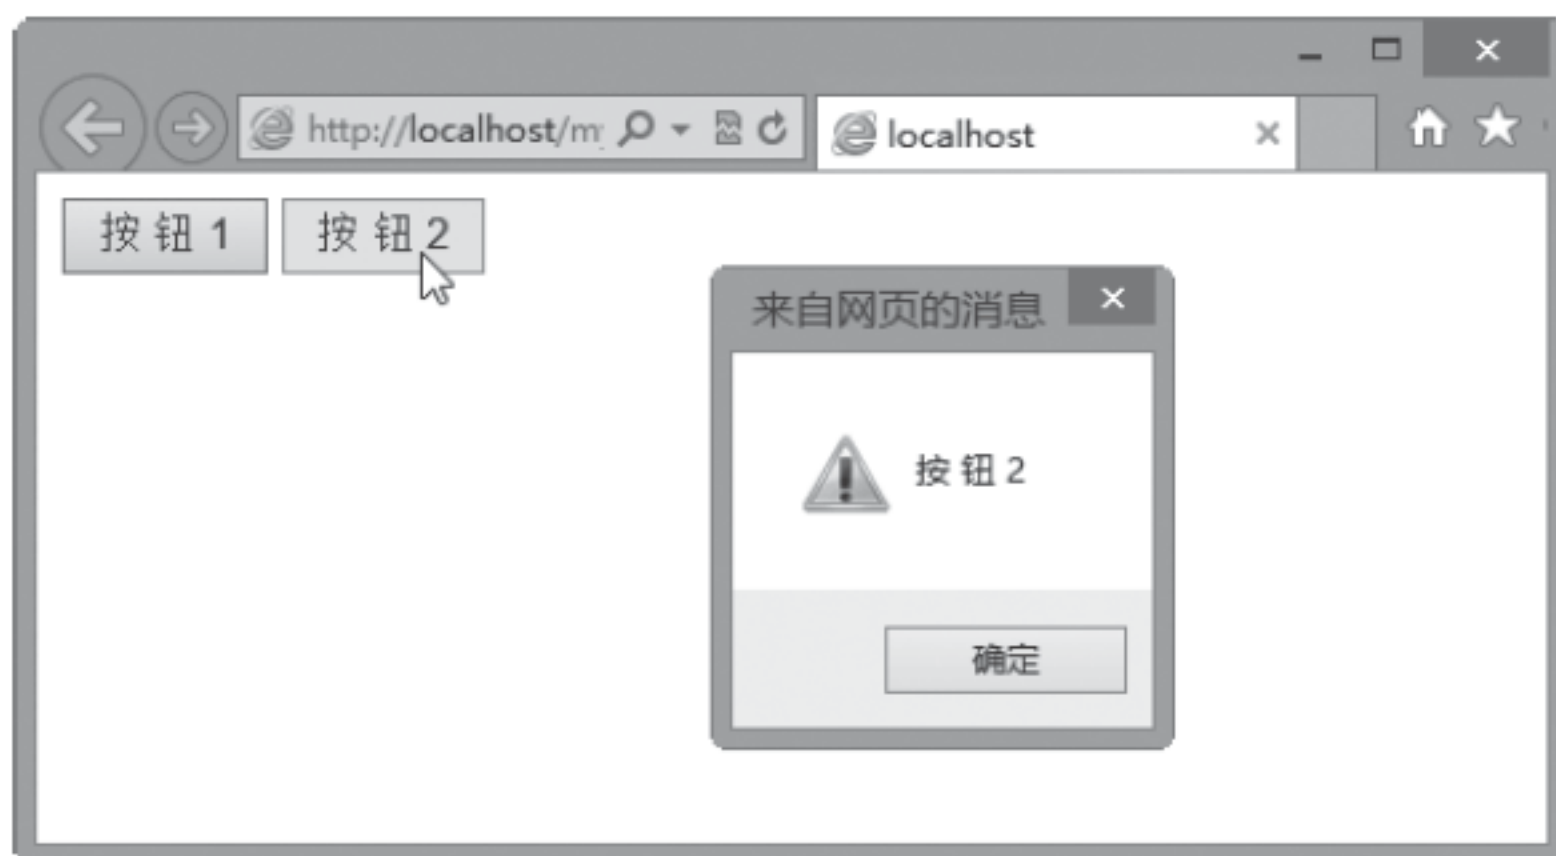 http://localhost/m
localhost
按 钮 1
按 钮 2
来自网页的消息
按 钮 2
确定